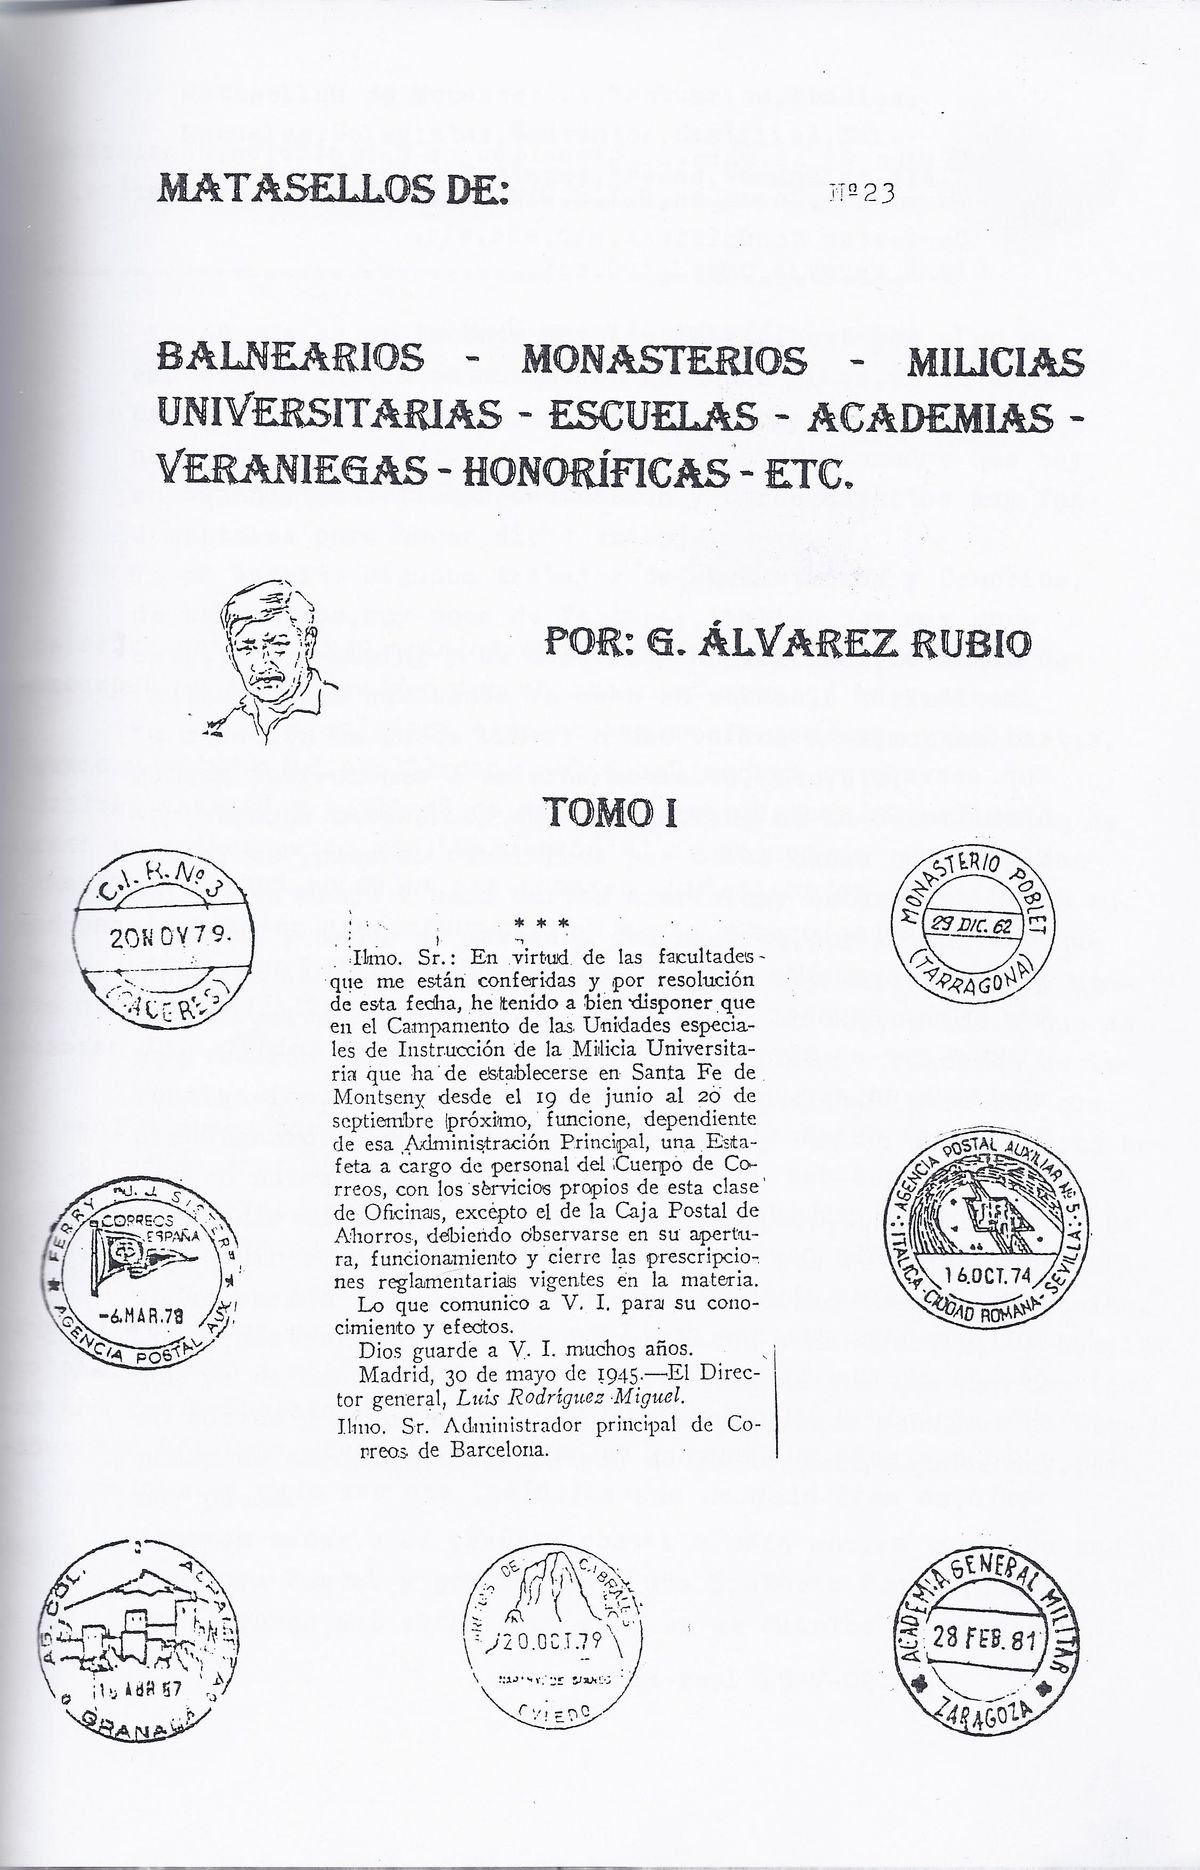 MATASELLOS DE:
Nº23
BALNEARIOS - MONASTERIOS - MILICIAS
UNIVERSITARIAS - ESCUELAS - ACADEMIAS -
VERANIEGAS - HONORÍFICAS - ETC.
POR: G. ÁLVAREZ RUBIO
TOMO I
C.I.R. Nº 3
20NOV79.
(CACERES)
MONASTERIO POBLET
29 DIC. 62
(TARRAGONA)
* * *
Ilmo. Sr.: En virtud de las facultades
que me están conferidas y por resolución
de esta fecha, he tenido a bien disponer que
en el Campamento de las Unidades especia-
les de Instrucción de la Milicia Universita-
ria que ha de establecerse en Santa Fe de
Montseny desde el 19 de junio al 20 de
septiembre próximo, funcione, dependiente
de esa Administración Principal, una Esta-
feta a cargo de personal del Cuerpo de Co-
rreos, con los servicios propios de esta clase
de Oficinas, excepto el de la Caja Postal de
Ahorros, debiendo observarse en su apertu-
ra, funcionamiento y cierre las prescripcio-
nes reglamentarias vigentes en la materia.
Lo que comunico a V. I. para su cono-
cimiento y efectos.
Dios guarde a V. I. muchos años.
Madrid, 30 de mayo de 1945.—El Direc-
tor general, Luis Rodríguez Miguel.
Ilmo. Sr. Administrador principal de Co-
rreos de Barcelona.
FERRY "J. J. SISTER"
CORREOS
ESPAÑA
-6.MAR.78
AGENCIA POSTAL AUX.
AGENCIA POSTAL AUXILIAR Nº 5
16.OCT.74
ITALICA-CIUDAD ROMANA-SEVILLA
AG. COL.
ABR 67
GRANADA
DE CABRALES
20.OCT.79
OVIEDO
ACADEMIA GENERAL MILITAR
28 FEB. 81
ZARAGOZA